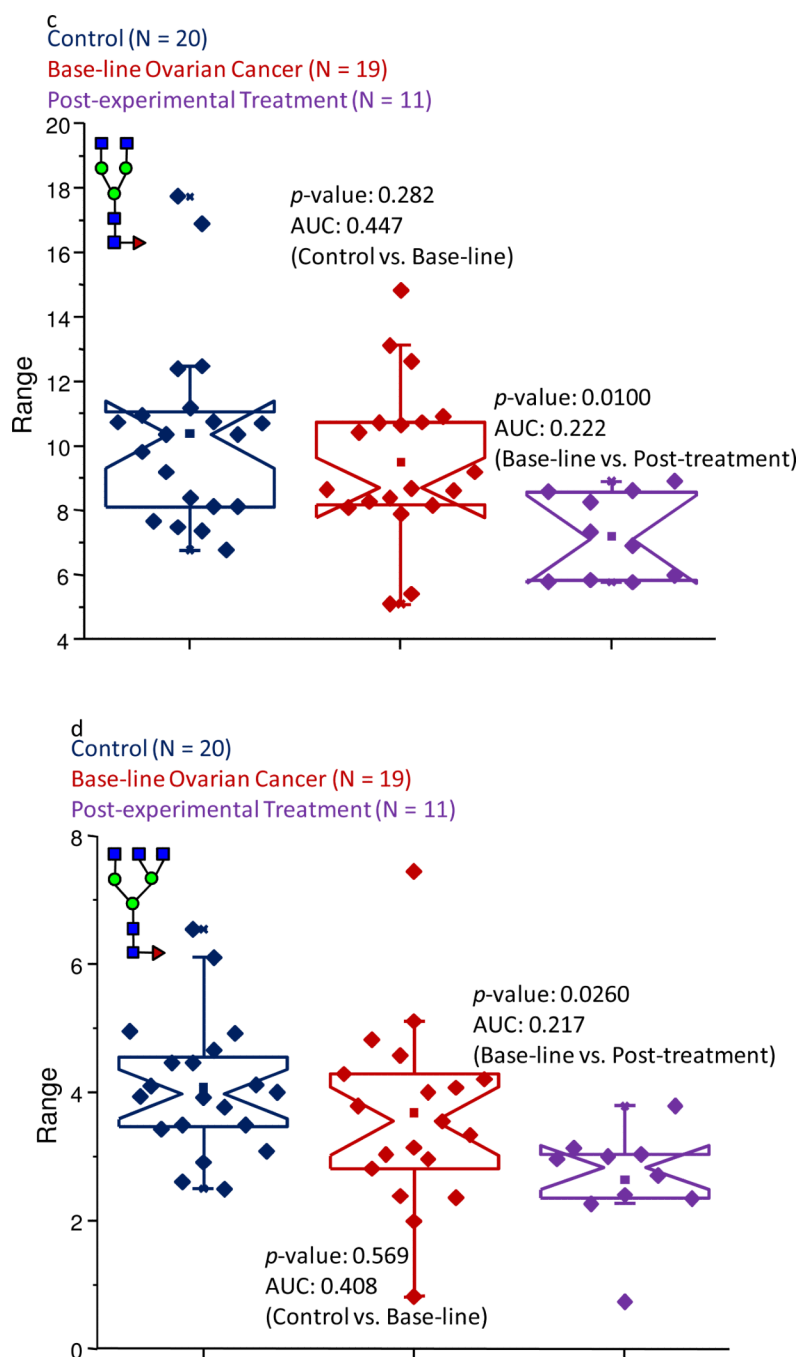 c
Control (N = 20)
Base-line Ovarian Cancer (N = 19)
Post-experimental Treatment (N = 11)
20
18
16
14
12
10
8
6
4
Range
p-value: 0.282
AUC: 0.447
(Control vs. Base-line)
p-value: 0.0100
AUC: 0.222
(Base-line vs. Post-treatment)
d
Control (N = 20)
Base-line Ovarian Cancer (N = 19)
Post-experimental Treatment (N = 11)
8
6
4
2
0
Range
p-value: 0.0260
AUC: 0.217
(Base-line vs. Post-treatment)
p-value: 0.569
AUC: 0.408
(Control vs. Base-line)